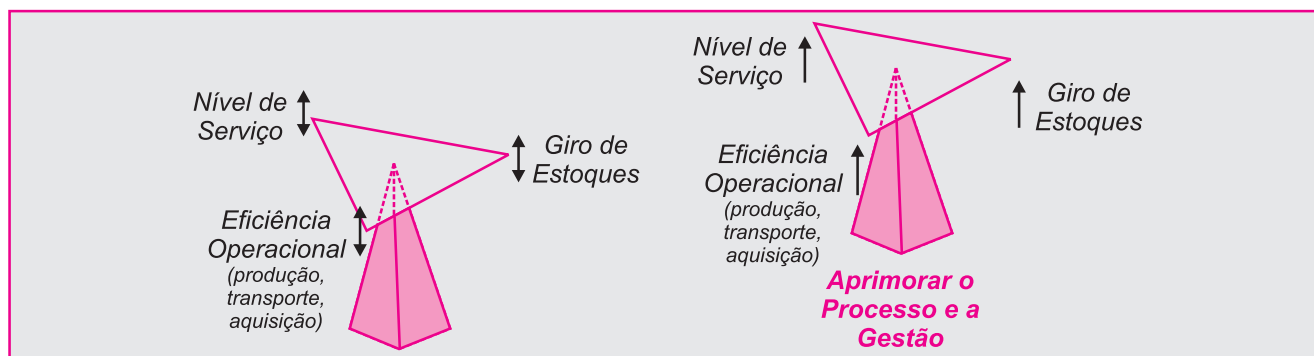 Nível de
Serviço
Giro de
Estoques
Eficiência
Operacional
(produção,
transporte,
aquisição)
Nível de
Serviço
Giro de
Estoques
Eficiência
Operacional
(produção,
transporte,
aquisição)
Aprimorar o
Processo e a
Gestão